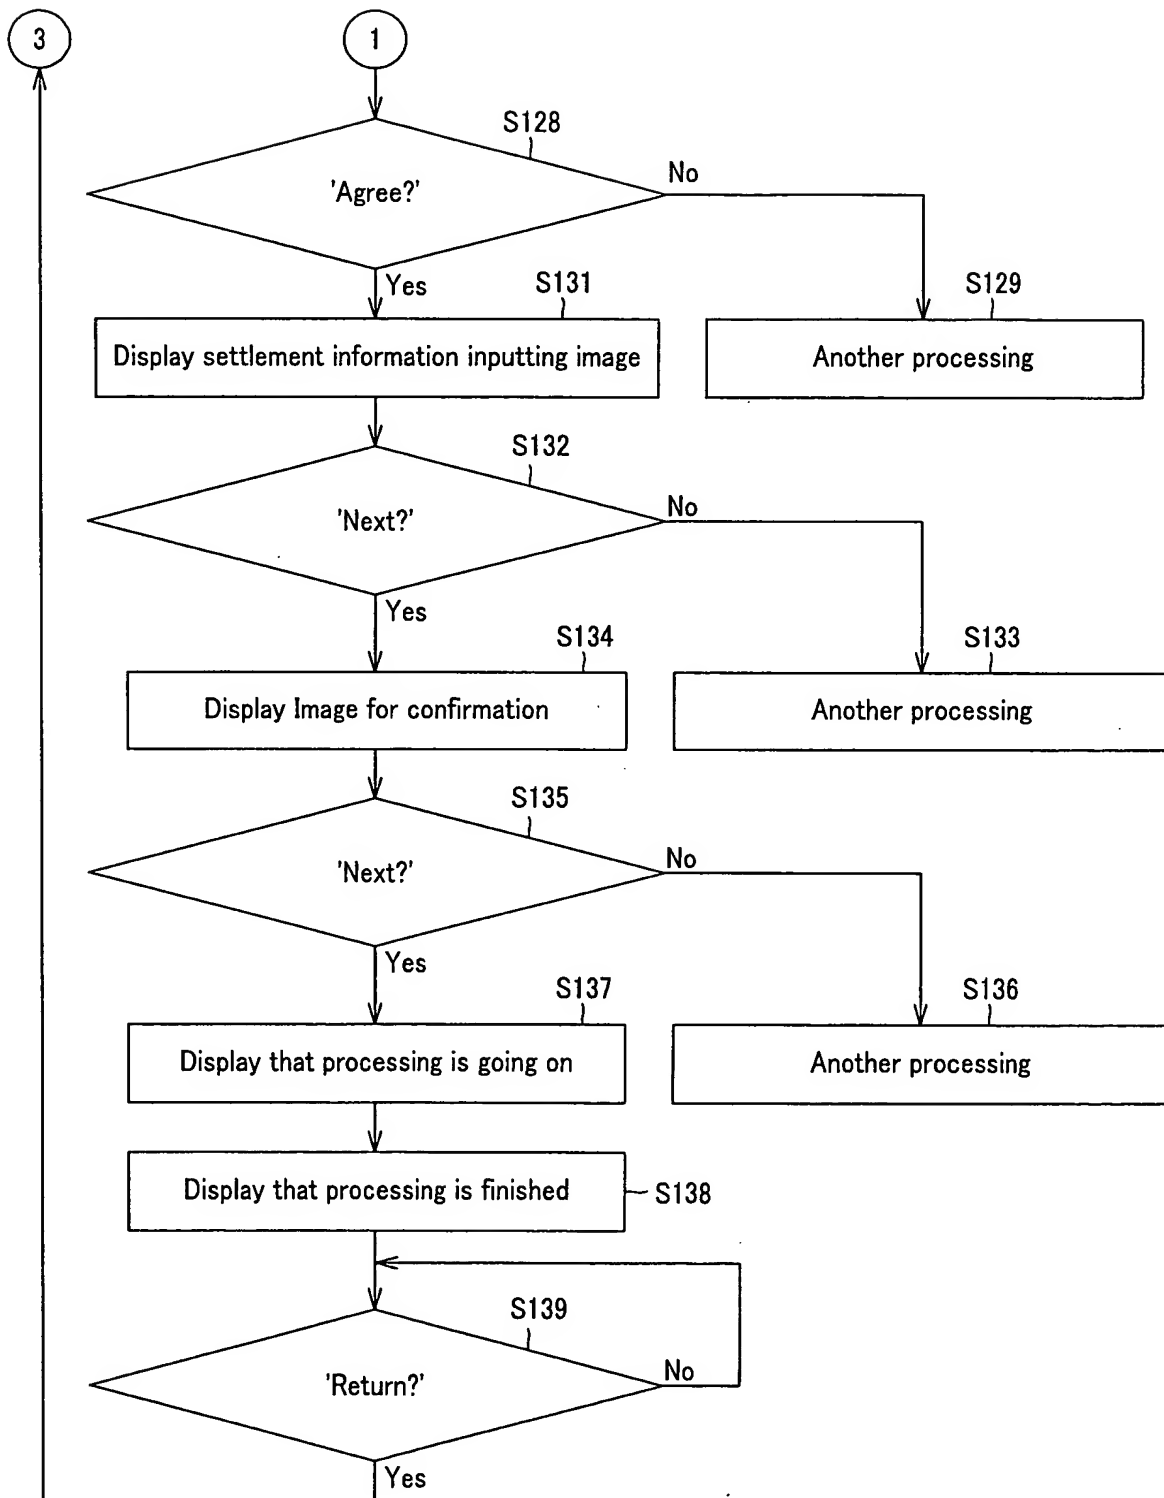 3
1
S128
'Agree?'
No
Yes
S131
S129
Display settlement information inputting image
Another processing
S132
'Next?'
No
Yes
S134
S133
Display Image for confirmation
Another processing
S135
'Next?'
No
Yes
S137
S136
Display that processing is going on
Another processing
Display that processing is finished
S138
S139
'Return?'
No
Yes